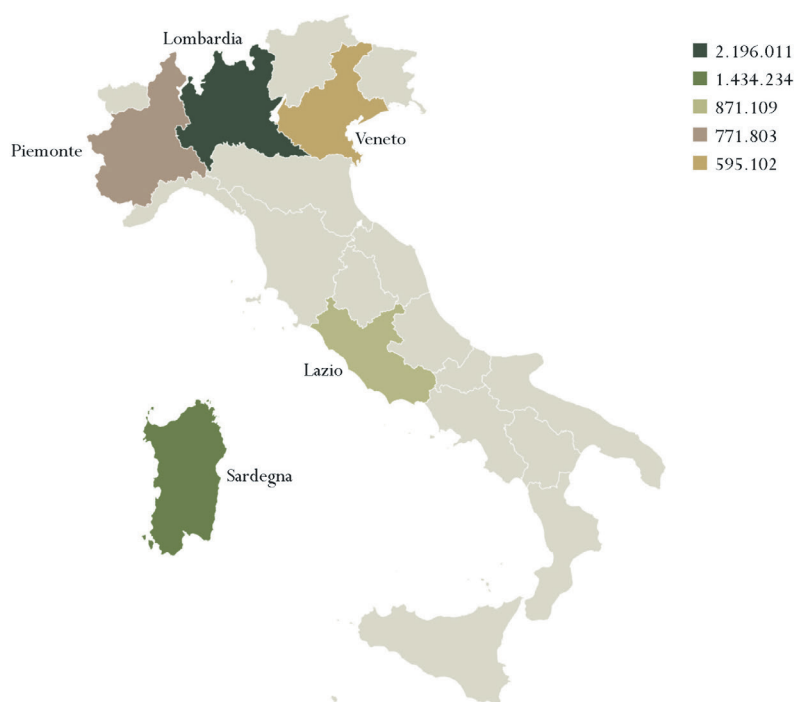 Lombardia
Piemonte
Veneto
Lazio
Sardegna
2.196.011
1.434.234
871.109
771.803
595.102